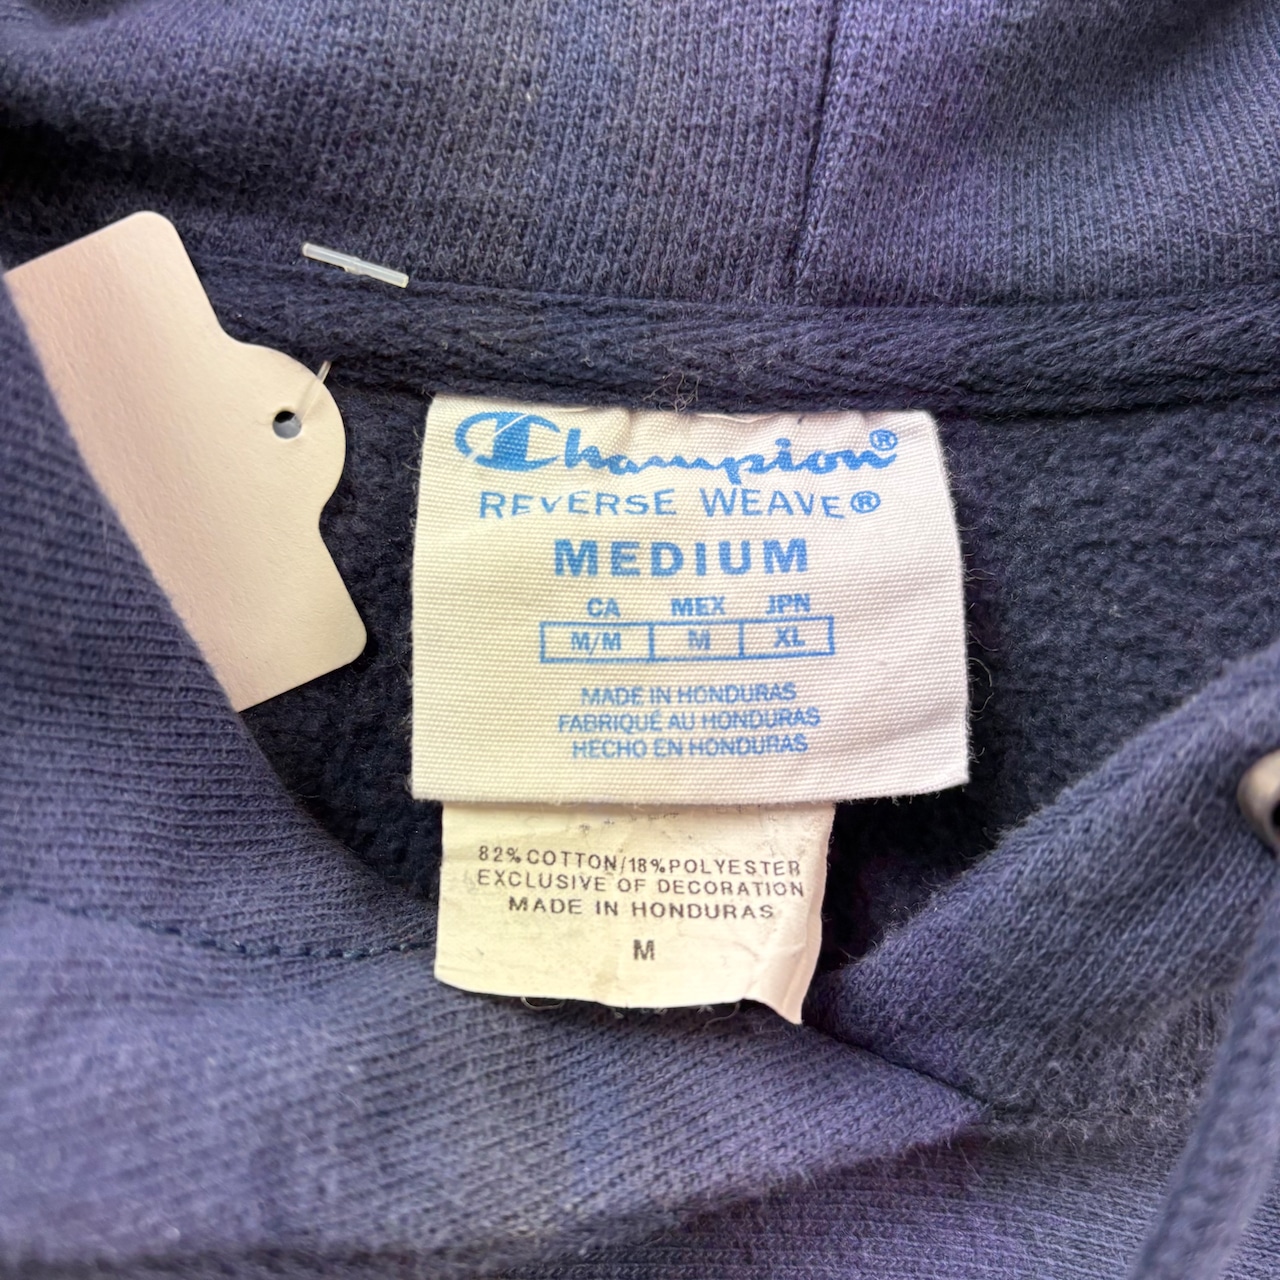 Champion®
REVERSE WEAVE®
MEDIUM
CA MEX JPN
M/M M XL
MADE IN HONDURAS
FABRIQUÉ AU HONDURAS
HECHO EN HONDURAS
82% COTTON/18% POLYESTER
EXCLUSIVE OF DECORATION
MADE IN HONDURAS
M